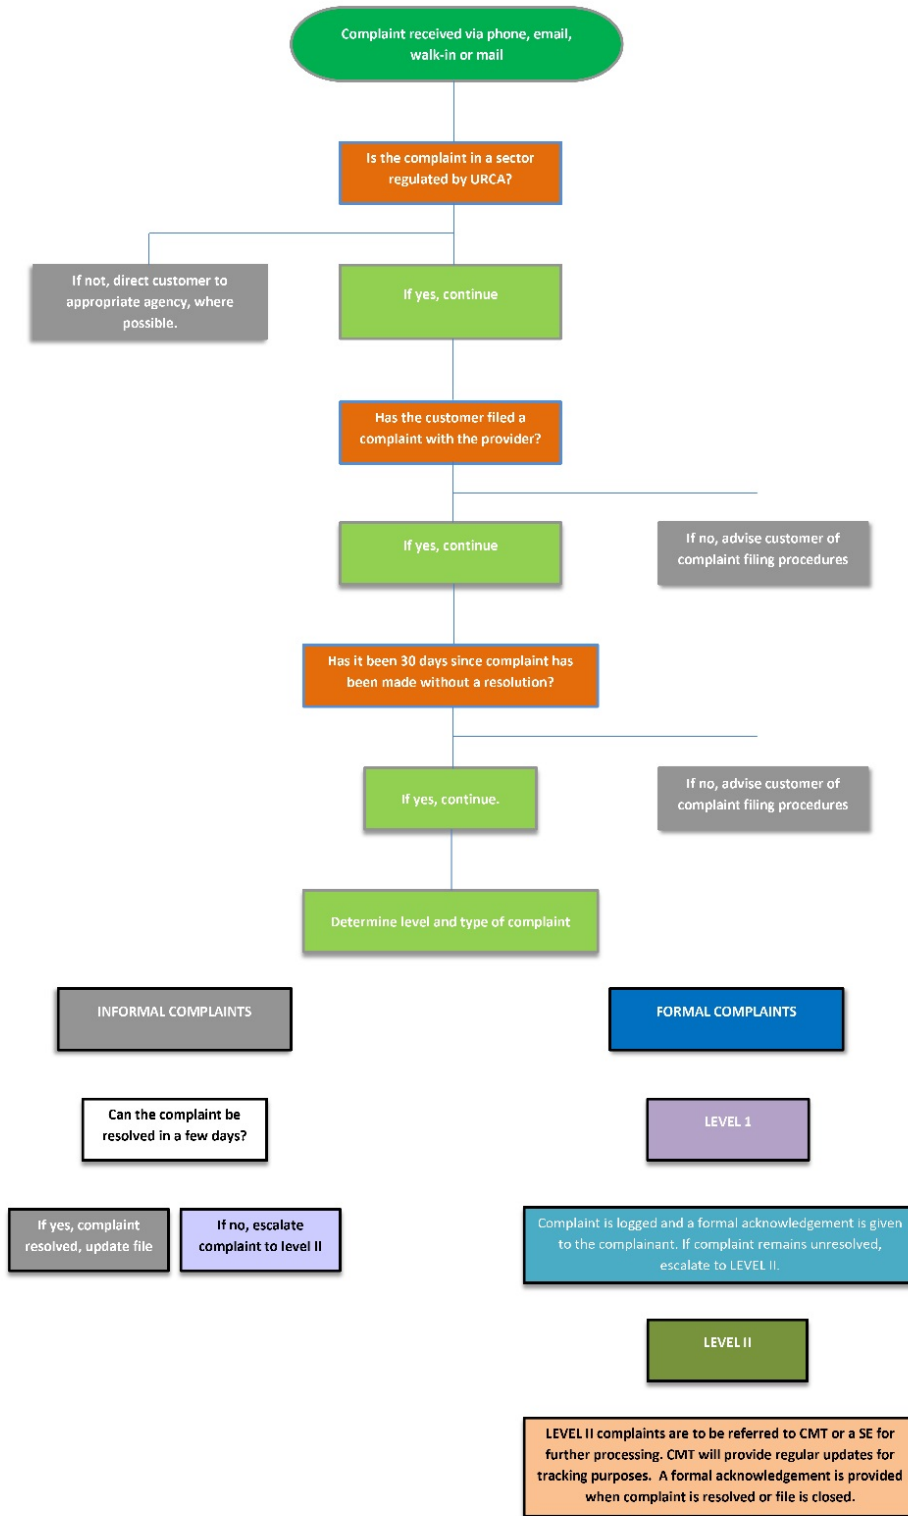 Complaint received via phone, email,
walk-in or mail
Is the complaint in a sector
regulated by URCA?
If not, direct customer to
appropriate agency, where
possible.
If yes, continue
Has the customer filed a
complaint with the provider?
If yes, continue
If no, advise customer of
complaint filing procedures
Has it been 30 days since complaint has
been made without a resolution?
If yes, continue.
If no, advise customer of
complaint filing procedures
Determine level and type of complaint
INFORMAL COMPLAINTS
FORMAL COMPLAINTS
Can the complaint be
resolved in a few days?
LEVEL 1
If yes, complaint
resolved, update file
If no, escalate
complaint to level II
Complaint is logged and a formal acknowledgement is given
to the complainant. If complaint remains unresolved,
escalate to LEVEL II.
LEVEL II
LEVEL II complaints are to be referred to CMT or a SE for
further processing. CMT will provide regular updates for
tracking purposes.  A formal acknowledgement is provided
when complaint is resolved or file is closed.